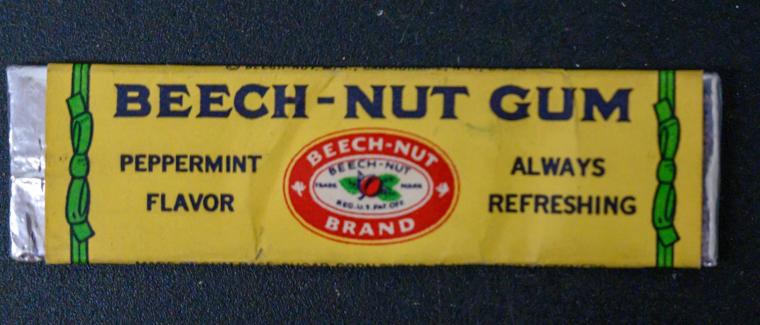 BEECH-NUT GUM
PEPPERMINT
FLAVOR
BEECH-NUT
BEECH-NUT
TRADE MARK
REG. U.S. PAT. OFF.
BRAND
ALWAYS
REFRESHING